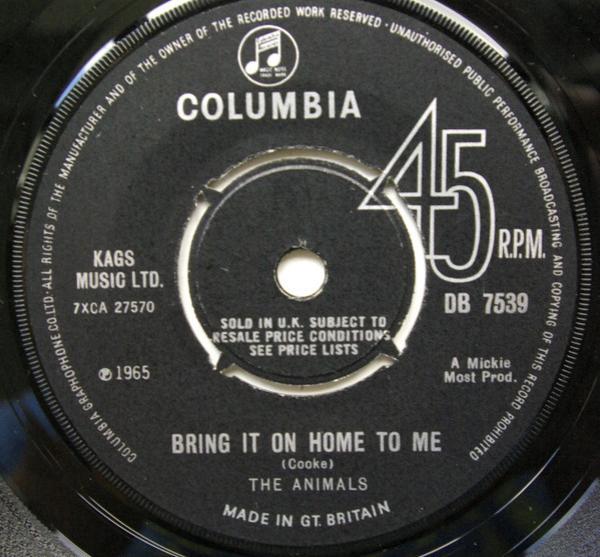 COLUMBIA GRAPHOPHONE CO. LTD. · ALL RIGHTS OF THE MANUFACTURER AND OF THE OWNER OF THE RECORDED WORK RESERVED · UNAUTHORISED PUBLIC PERFORMANCE BROADCASTING AND COPYING OF THIS RECORD PROHIBITED
COLUMBIA
45 R.P.M.
KAGS
MUSIC LTD.
7XCA 27570
DB 7539
SOLD IN U.K. SUBJECT TO
RESALE PRICE CONDITIONS
SEE PRICE LISTS
℗ 1965
A Mickie
Most Prod.
BRING IT ON HOME TO ME
(Cooke)
THE ANIMALS
MADE IN GT. BRITAIN